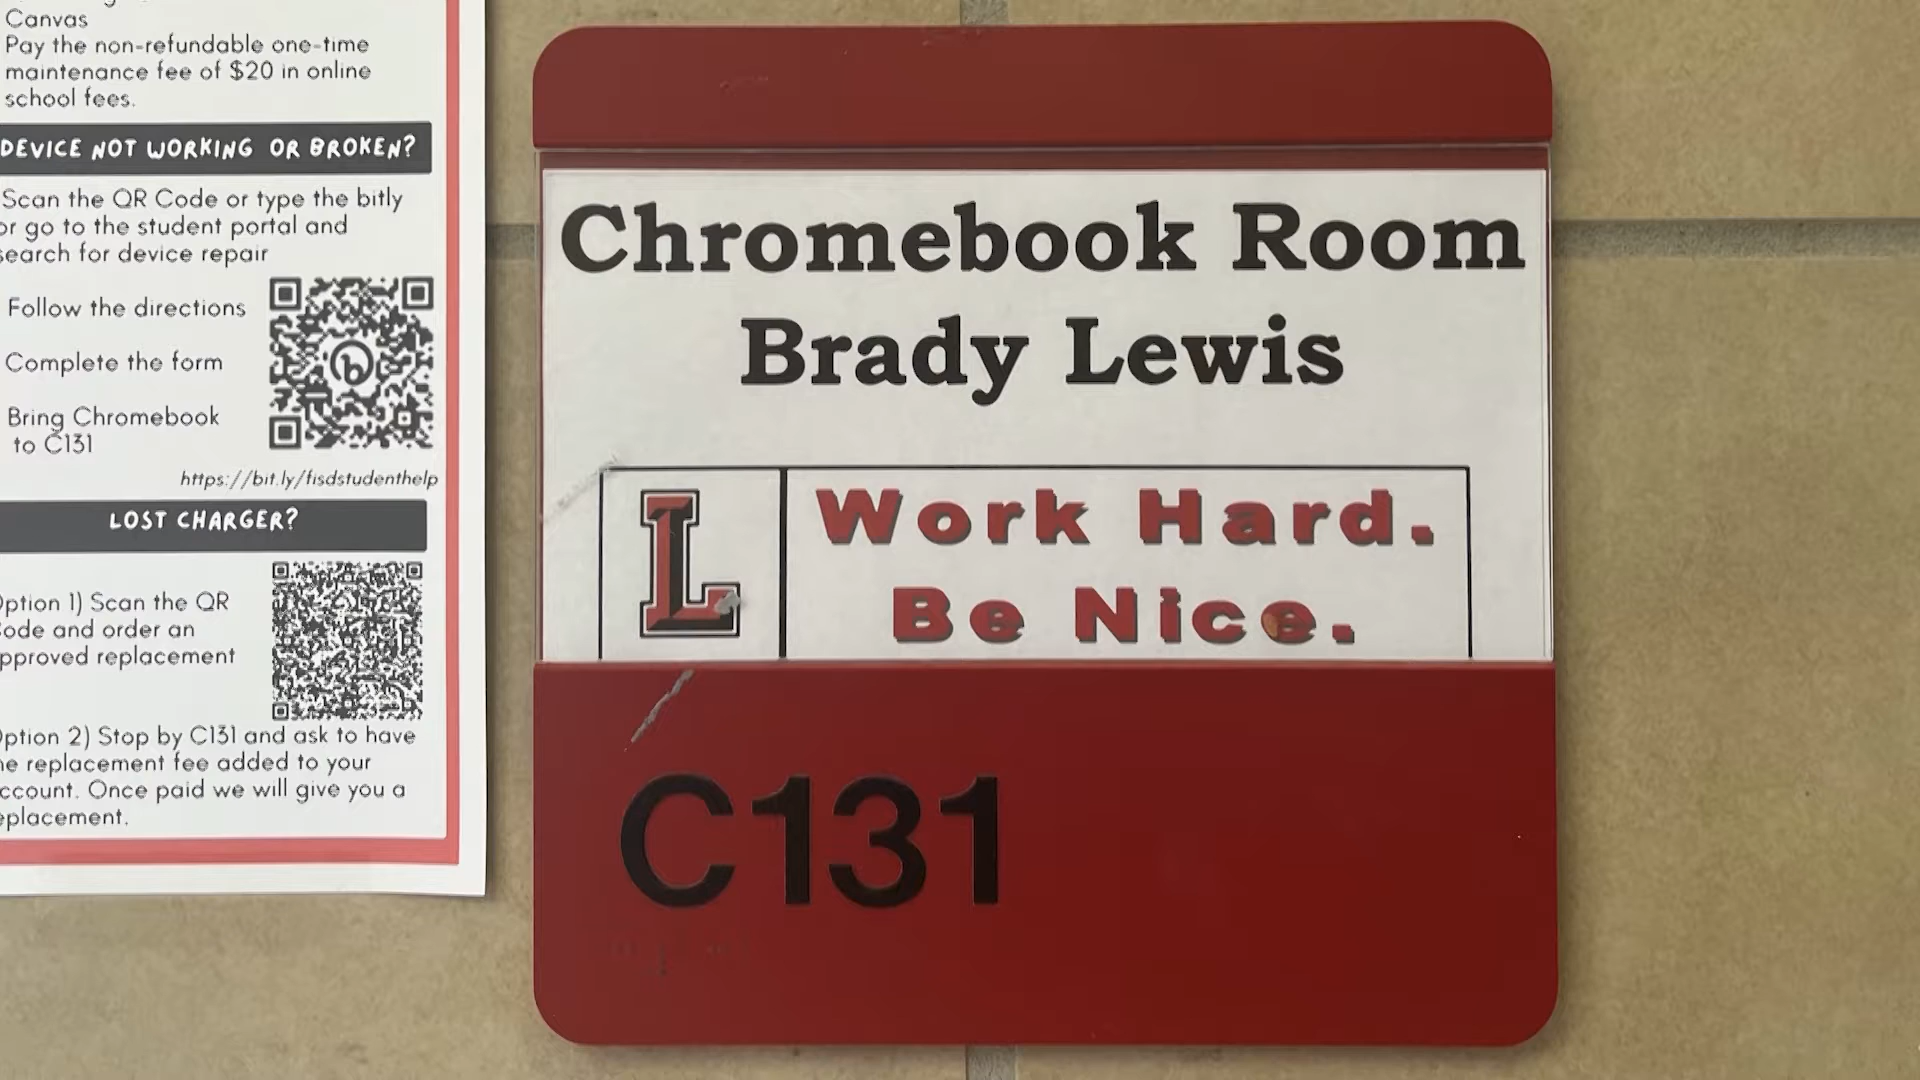 Canvas
Pay the non-refundable one-time
maintenance fee of $20 in online
school fees.
DEVICE NOT WORKING OR BROKEN?
Scan the QR Code or type the bitly
or go to the student portal and
search for device repair
Follow the directions
Complete the form
Bring Chromebook
to C131
https://bit.ly/fisdstudenthelp
LOST CHARGER?
Option 1) Scan the QR
Code and order an
approved replacement
Option 2) Stop by C131 and ask to have
the replacement fee added to your
account. Once paid we will give you a
replacement.
Chromebook Room
Brady Lewis
L
Work Hard.
Be Nice.
C131